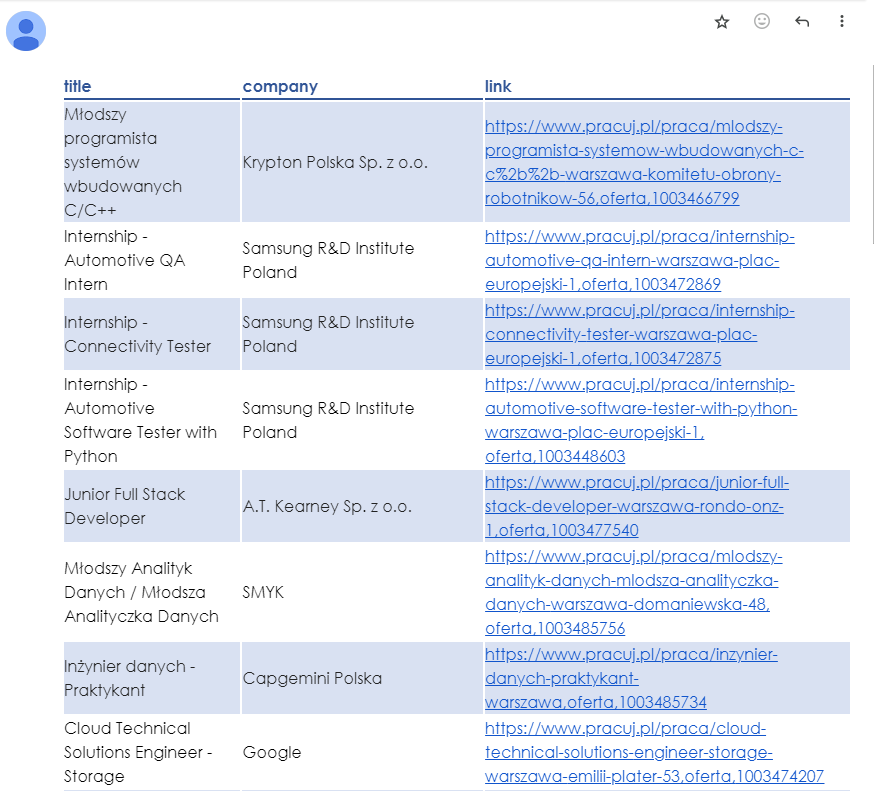 title company link
Młodszy
programista
systemów
wbudowanych
C/C++
Krypton Polska Sp. z o.o.
https://www.pracuj.pl/praca/mlodszy-
programista-systemow-wbudowanych-c-
c%2b%2b-warszawa-komitetu-obrony-
robotnikow-56,oferta,1003466799
Internship -
Automotive QA
Intern
Samsung R&D Institute
Poland
https://www.pracuj.pl/praca/internship-
automotive-qa-intern-warszawa-plac-
europejski-1,oferta,1003472869
Internship -
Connectivity Tester
Samsung R&D Institute
Poland
https://www.pracuj.pl/praca/internship-
connectivity-tester-warszawa-plac-
europejski-1,oferta,1003472875
Internship -
Automotive
Software Tester with
Python
Samsung R&D Institute
Poland
https://www.pracuj.pl/praca/internship-
automotive-software-tester-with-python-
warszawa-plac-europejski-1,
oferta,1003448603
Junior Full Stack
Developer
A.T. Kearney Sp. z o.o.
https://www.pracuj.pl/praca/junior-full-
stack-developer-warszawa-rondo-onz-
1,oferta,1003477540
Młodszy Analityk
Danych / Młodsza
Analityczka Danych
SMYK
https://www.pracuj.pl/praca/mlodszy-
analityk-danych-mlodsza-analityczka-
danych-warszawa-domaniewska-48,
oferta,1003485756
Inżynier danych -
Praktykant
Capgemini Polska
https://www.pracuj.pl/praca/inzynier-
danych-praktykant-
warszawa,oferta,1003485734
Cloud Technical
Solutions Engineer -
Storage
Google
https://www.pracuj.pl/praca/cloud-
technical-solutions-engineer-storage-
warszawa-emilii-plater-53,oferta,1003474207